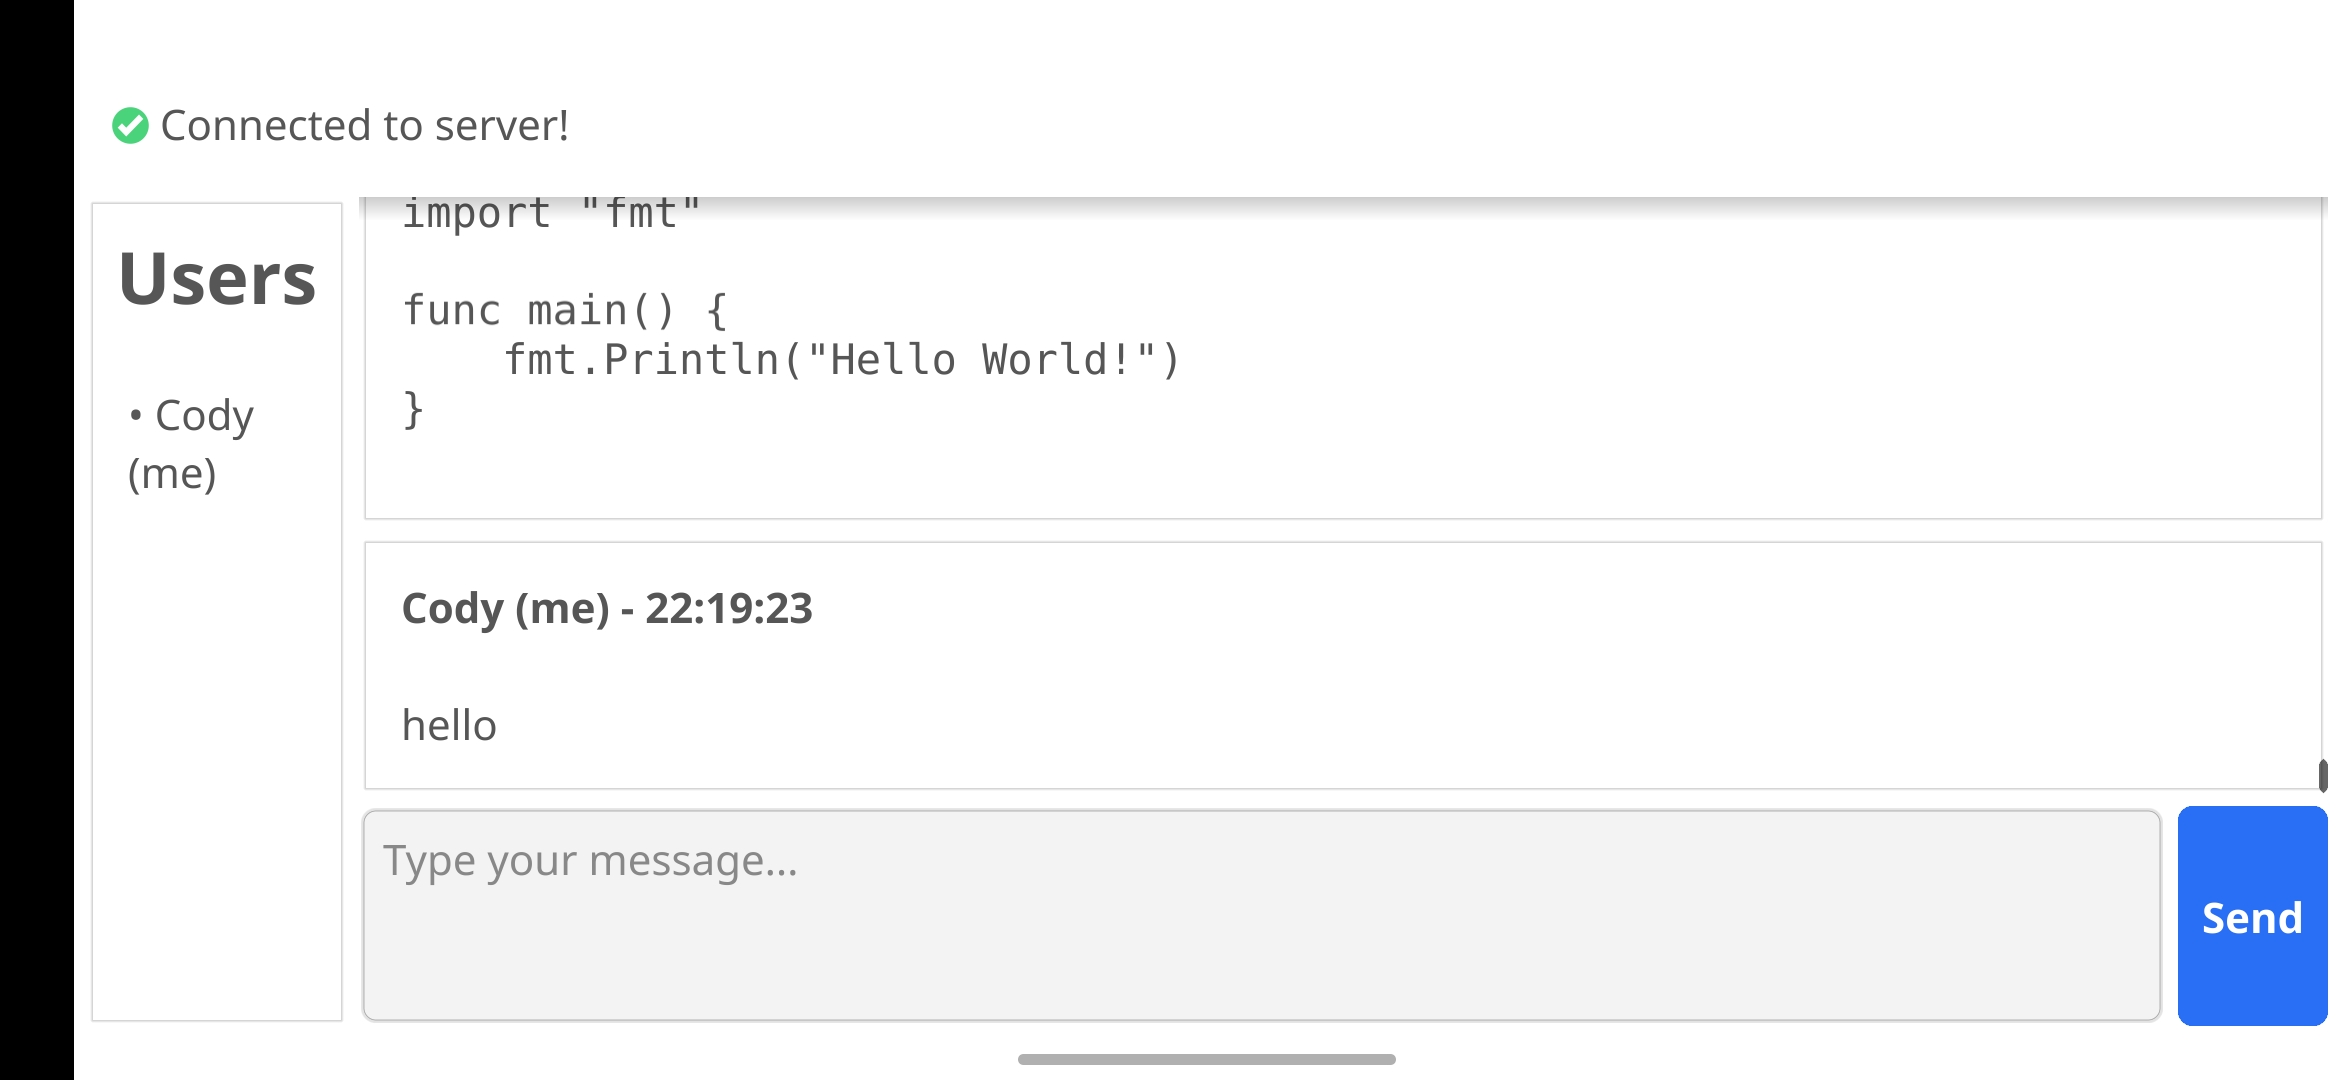 Connected to server!
Users
• Cody
(me)
import "fmt"

func main() {
    fmt.Println("Hello World!")
}
Cody (me) - 22:19:23
hello
Type your message...
Send